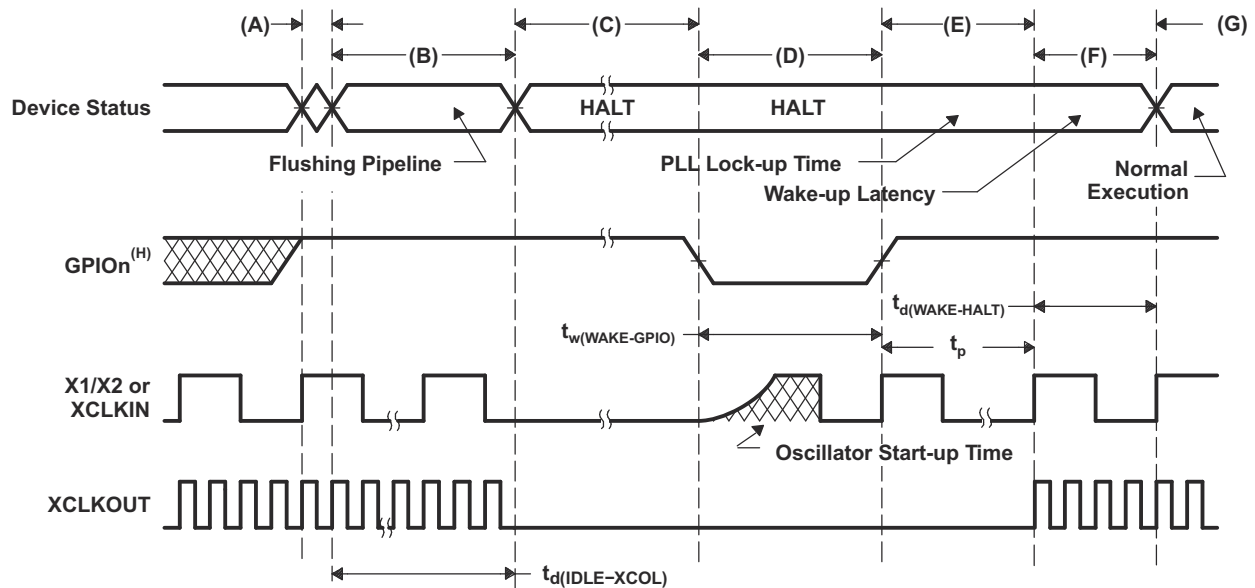 (A)
(B)
(C)
(D)
(E)
(F)
(G)
Device Status
HALT
HALT
Flushing Pipeline
PLL Lock-up Time
Wake-up Latency
Normal
Execution
GPIOn(H)
td(WAKE-HALT)
tw(WAKE-GPIO)
tp
X1/X2 or
XCLKIN
Oscillator Start-up Time
XCLKOUT
td(IDLE−XCOL)